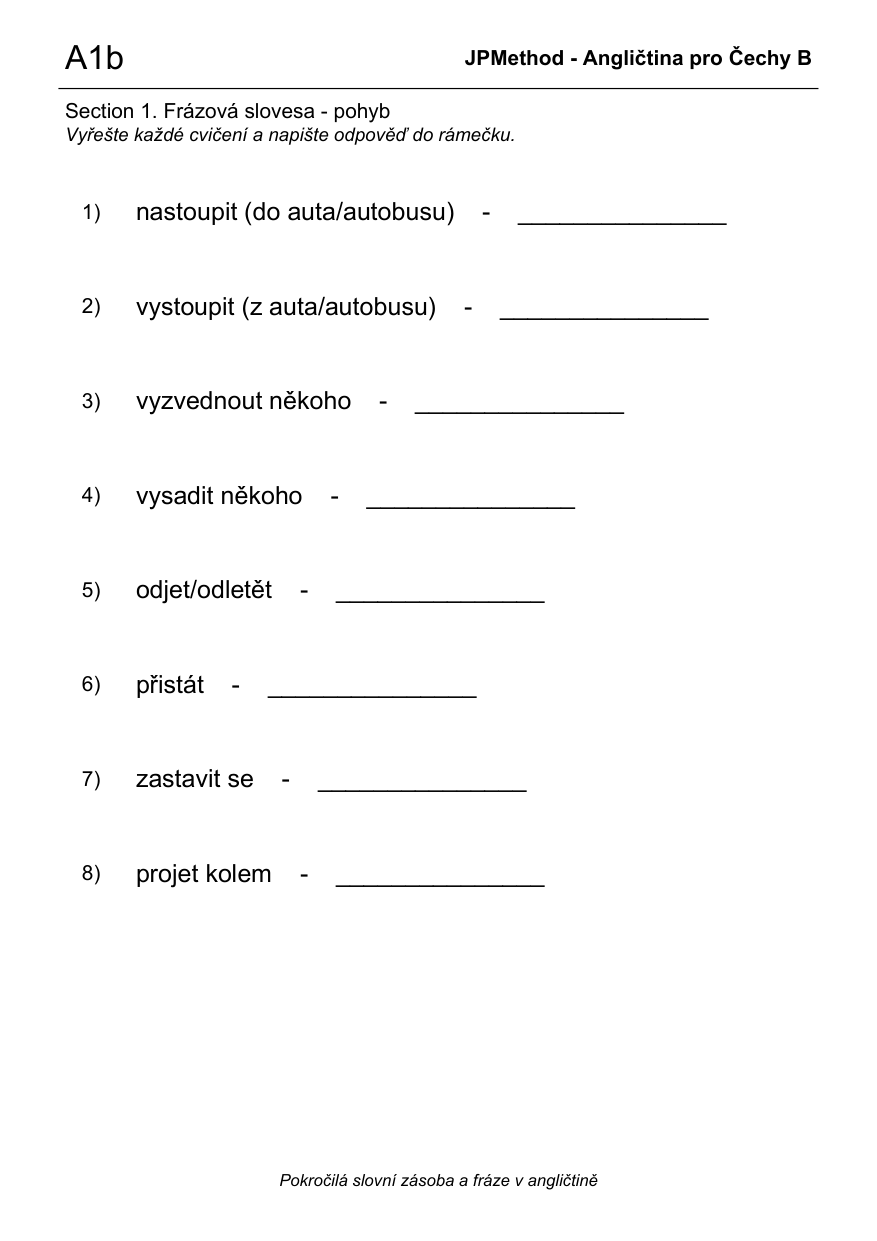 A1b
JPMethod - Angličtina pro Čechy B
Section 1. Frázová slovesa - pohyb
Vyřešte každé cvičení a napište odpověď do rámečku.
1) nastoupit (do auta/autobusu) - _______________
2) vystoupit (z auta/autobusu) - _______________
3) vyzvednout někoho - _______________
4) vysadit někoho - _______________
5) odjet/odletět - _______________
6) přistát - _______________
7) zastavit se - _______________
8) projet kolem - _______________
Pokročilá slovní zásoba a fráze v angličtině